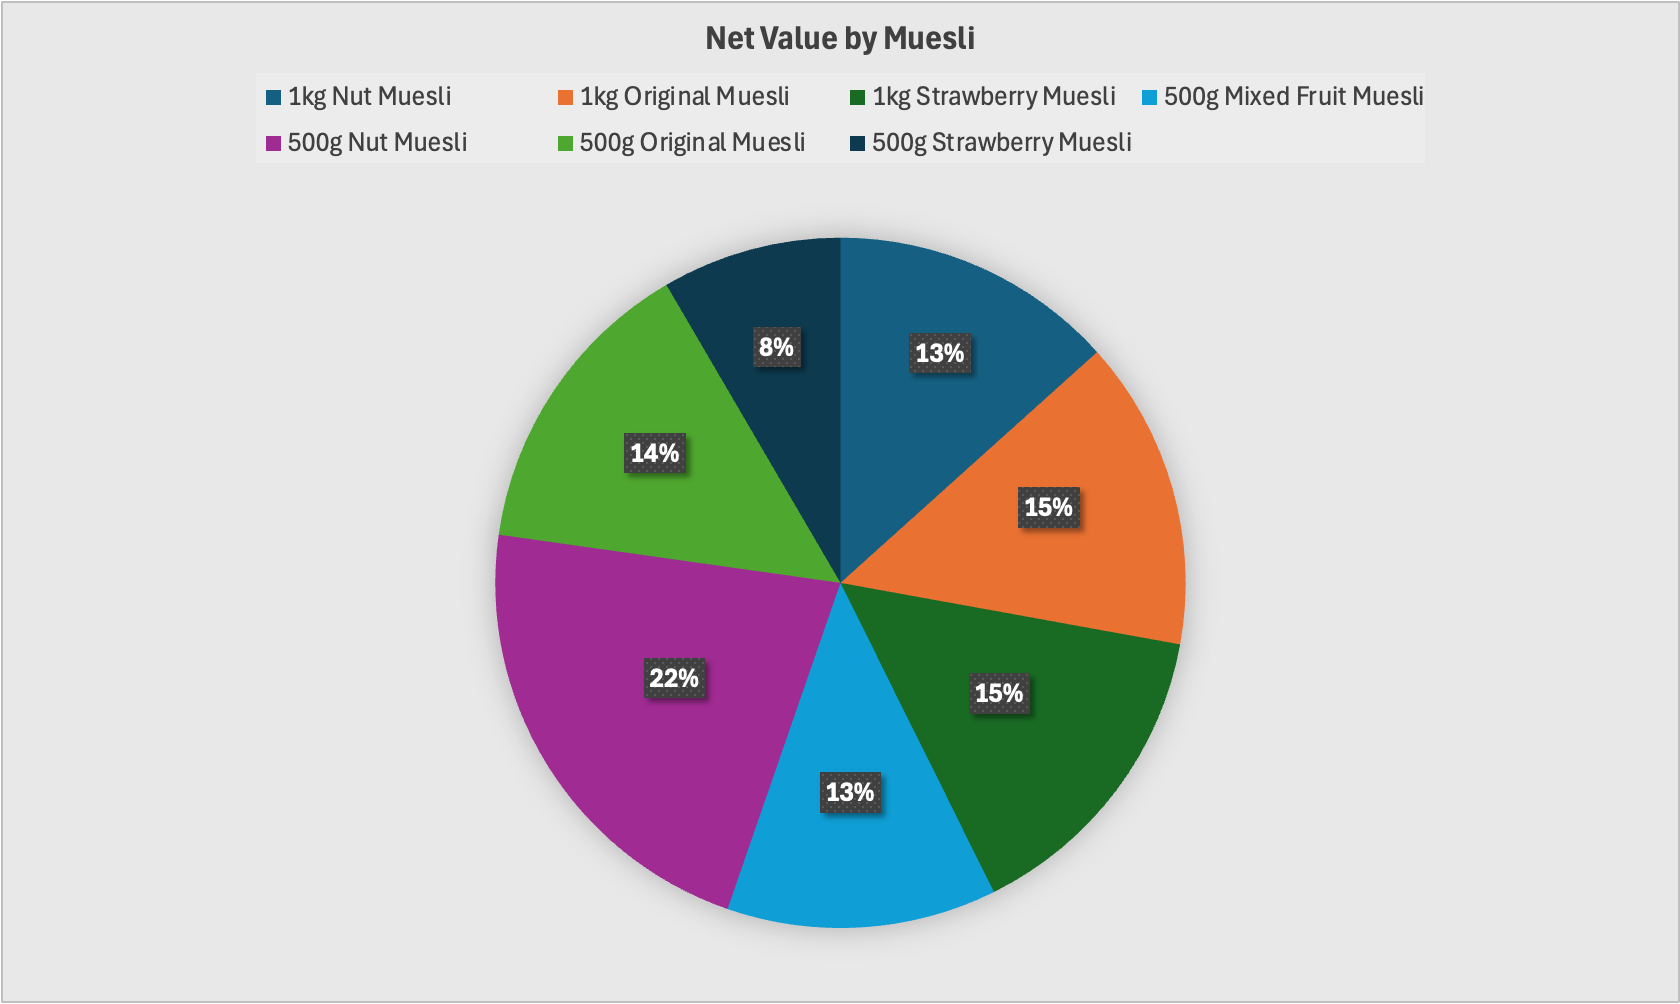 Net Value by Muesli
1kg Nut Muesli 1kg Original Muesli 1kg Strawberry Muesli 500g Mixed Fruit Muesli
500g Nut Muesli 500g Original Muesli 500g Strawberry Muesli
8%
13%
14%
15%
22%
15%
13%